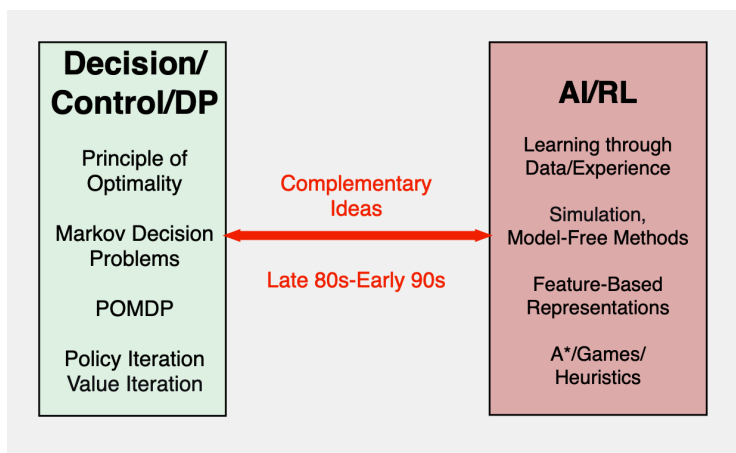 Decision/
Control/DP
Principle of
Optimality
Markov Decision
Problems
POMDP
Policy Iteration
Value Iteration
Complementary
Ideas
Late 80s-Early 90s
AI/RL
Learning through
Data/Experience
Simulation,
Model-Free Methods
Feature-Based
Representations
A*/Games/
Heuristics